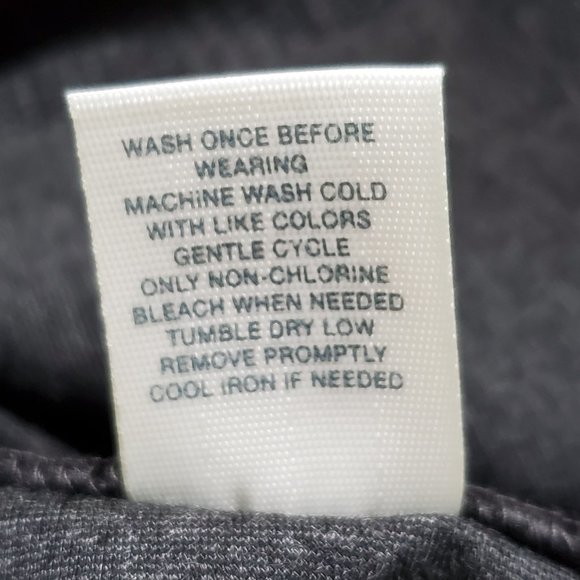 WASH ONCE BEFORE
WEARING
MACHINE WASH COLD
WITH LIKE COLORS
GENTLE CYCLE
ONLY NON-CHLORINE
BLEACH WHEN NEEDED
TUMBLE DRY LOW
REMOVE PROMPTLY
COOL IRON IF NEEDED